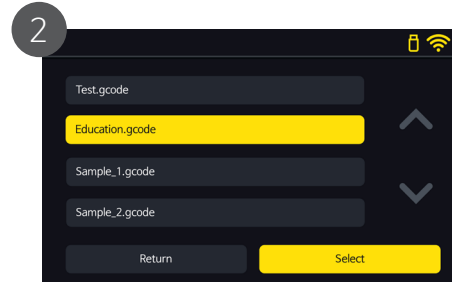 2
Test.gcode
Education.gcode
Sample_1.gcode
Sample_2.gcode
Return Select